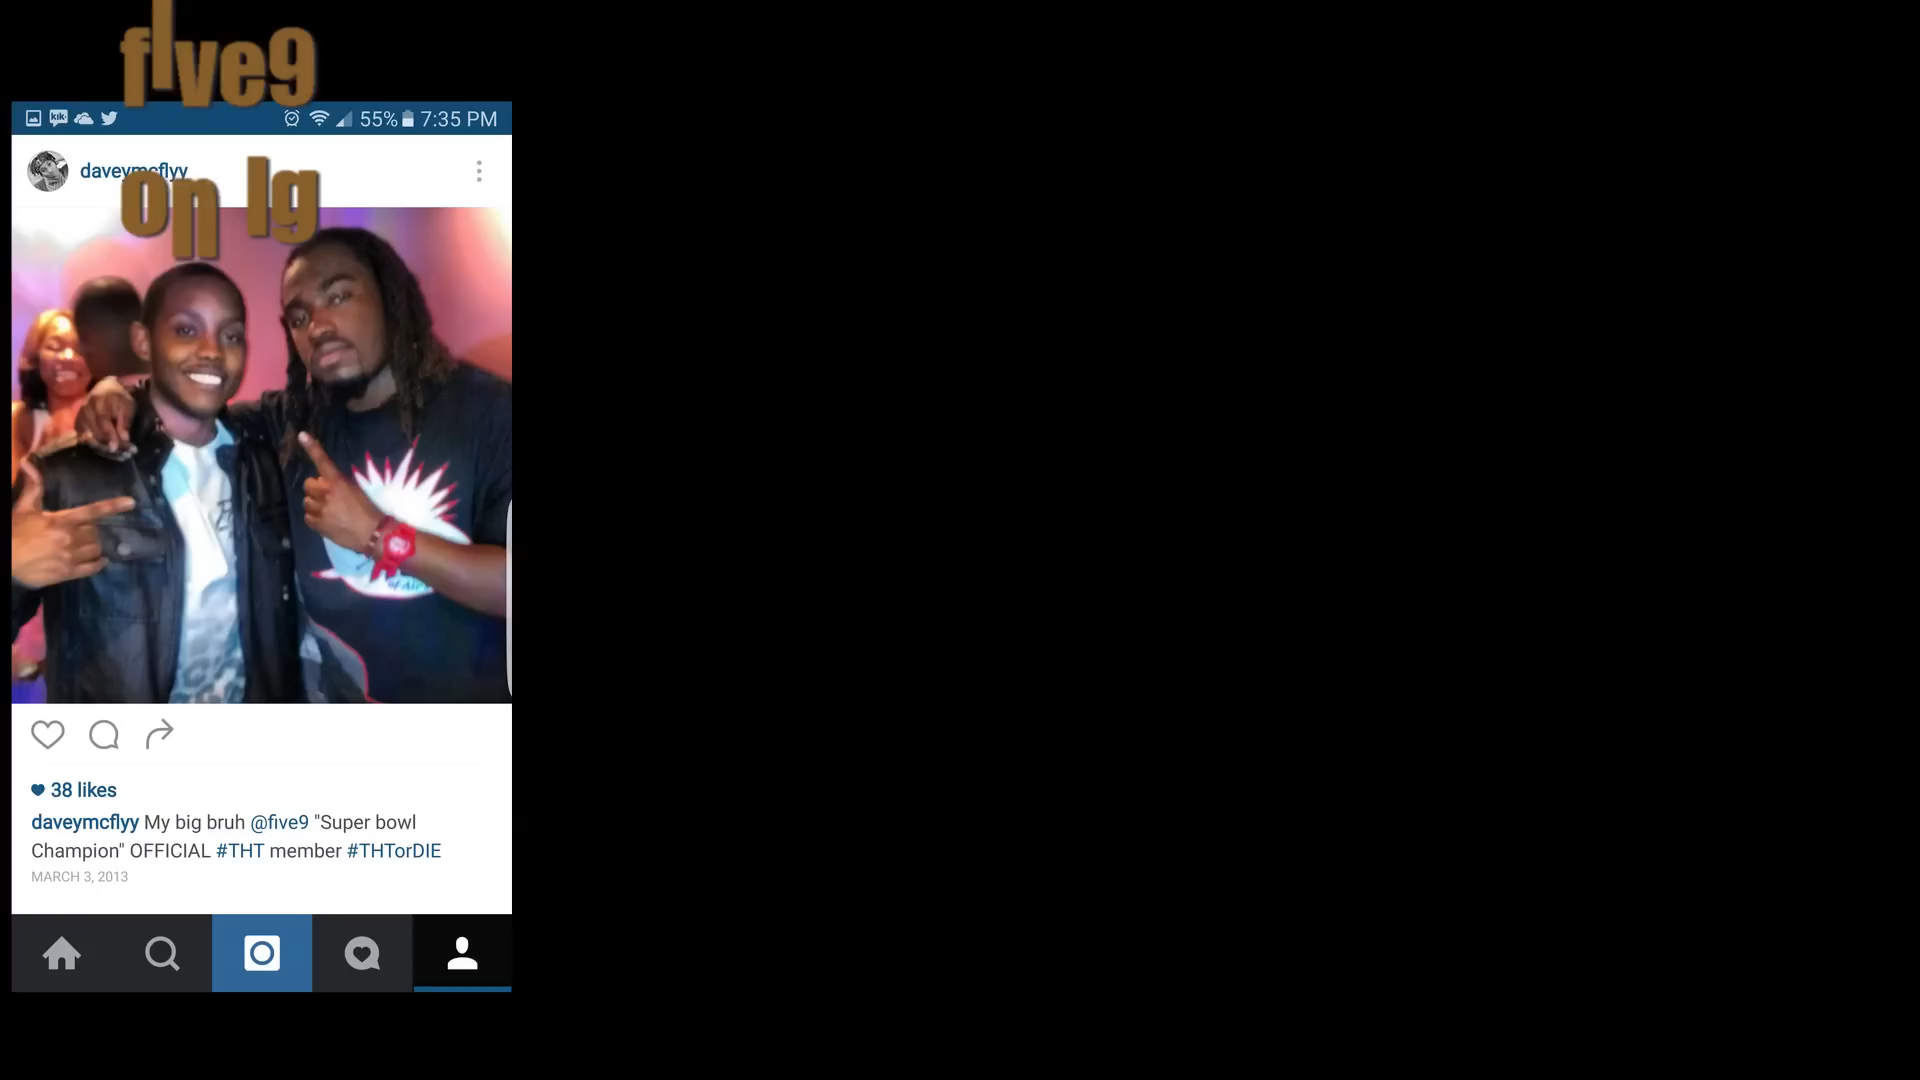 five9
55% 7:35 PM
daveymcflyy
on Ig
38 likes
daveymcflyy My big bruh @five9 "Super bowl
Champion" OFFICIAL #THT member #THTorDIE
MARCH 3, 2013